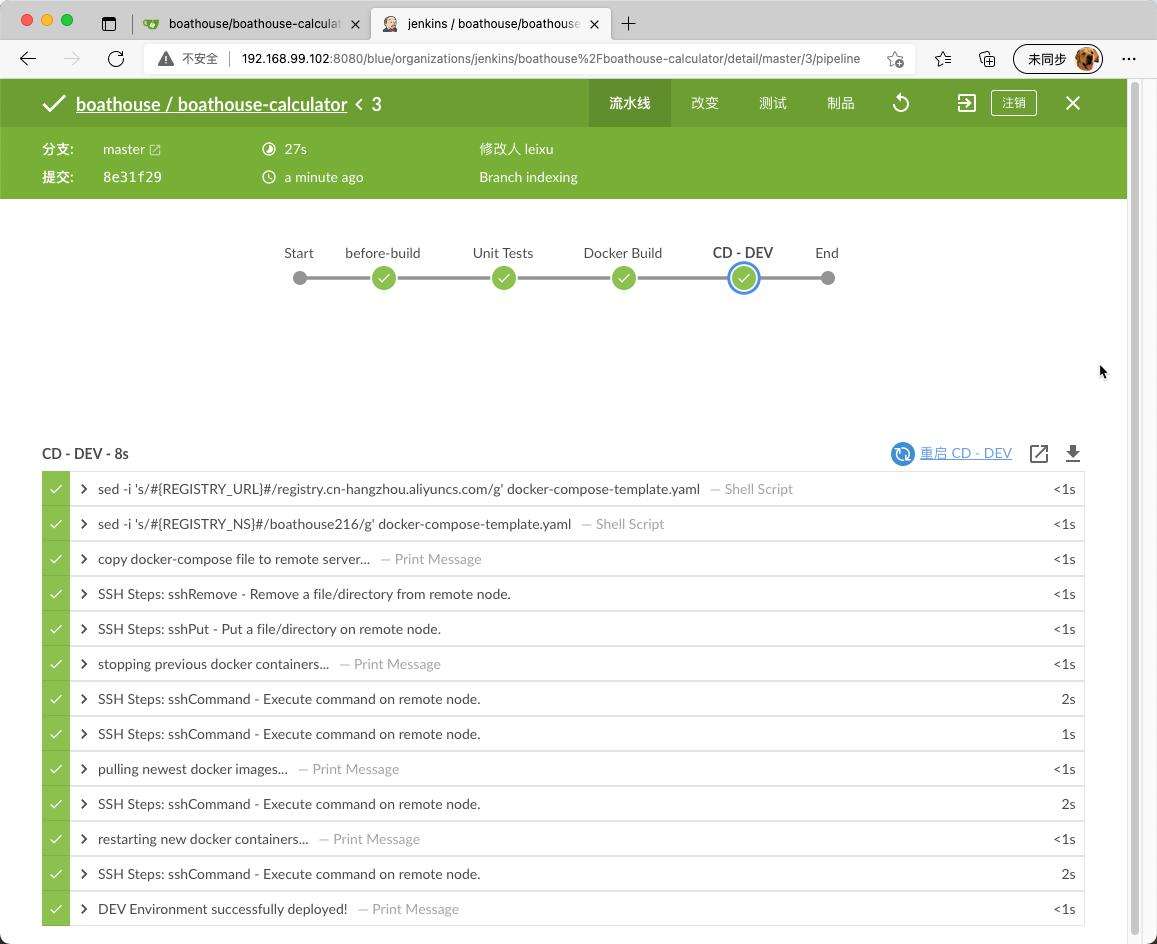 boathouse/boathouse-calculat
jenkins / boathouse/boathouse
不安全
192.168.99.102:8080/blue/organizations/jenkins/boathouse%2Fboathouse-calculator/detail/master/3/pipeline
未同步
boathouse / boathouse-calculator < 3
流水线
改变
测试
制品
注销
分支: master
27s
修改人 leixu
提交: 8e31f29
a minute ago
Branch indexing
Start
before-build
Unit Tests
Docker Build
CD - DEV
End
CD - DEV - 8s
重启 CD - DEV
sed -i 's/#{REGISTRY_URL}#/registry.cn-hangzhou.aliyuncs.com/g' docker-compose-template.yaml — Shell Script <1s
sed -i 's/#{REGISTRY_NS}#/boathouse216/g' docker-compose-template.yaml — Shell Script <1s
copy docker-compose file to remote server... — Print Message <1s
SSH Steps: sshRemove - Remove a file/directory from remote node. <1s
SSH Steps: sshPut - Put a file/directory on remote node. <1s
stopping previous docker containers... — Print Message <1s
SSH Steps: sshCommand - Execute command on remote node. 2s
SSH Steps: sshCommand - Execute command on remote node. 1s
pulling newest docker images... — Print Message <1s
SSH Steps: sshCommand - Execute command on remote node. 2s
restarting new docker containers... — Print Message <1s
SSH Steps: sshCommand - Execute command on remote node. 2s
DEV Environment successfully deployed! — Print Message <1s